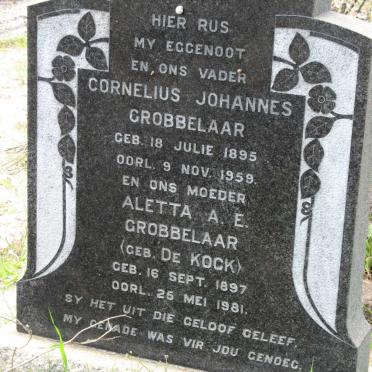 HIER RUS
MY EGGENOOT
EN ONS VADER
CORNELIUS JOHANNES
GROBBELAAR
GEB. 18 JULIE 1895
OORL. 9 NOV. 1959.
EN ONS MOEDER
ALETTA A. E.
GROBBELAAR
(GEB. DE KOCK)
GEB. 16 SEPT. 1897
OORL. 25 MEI 1981.
SY HET UIT DIE GELOOF GELEEF.
MY GENADE WAS VIR JOU GENOEG.